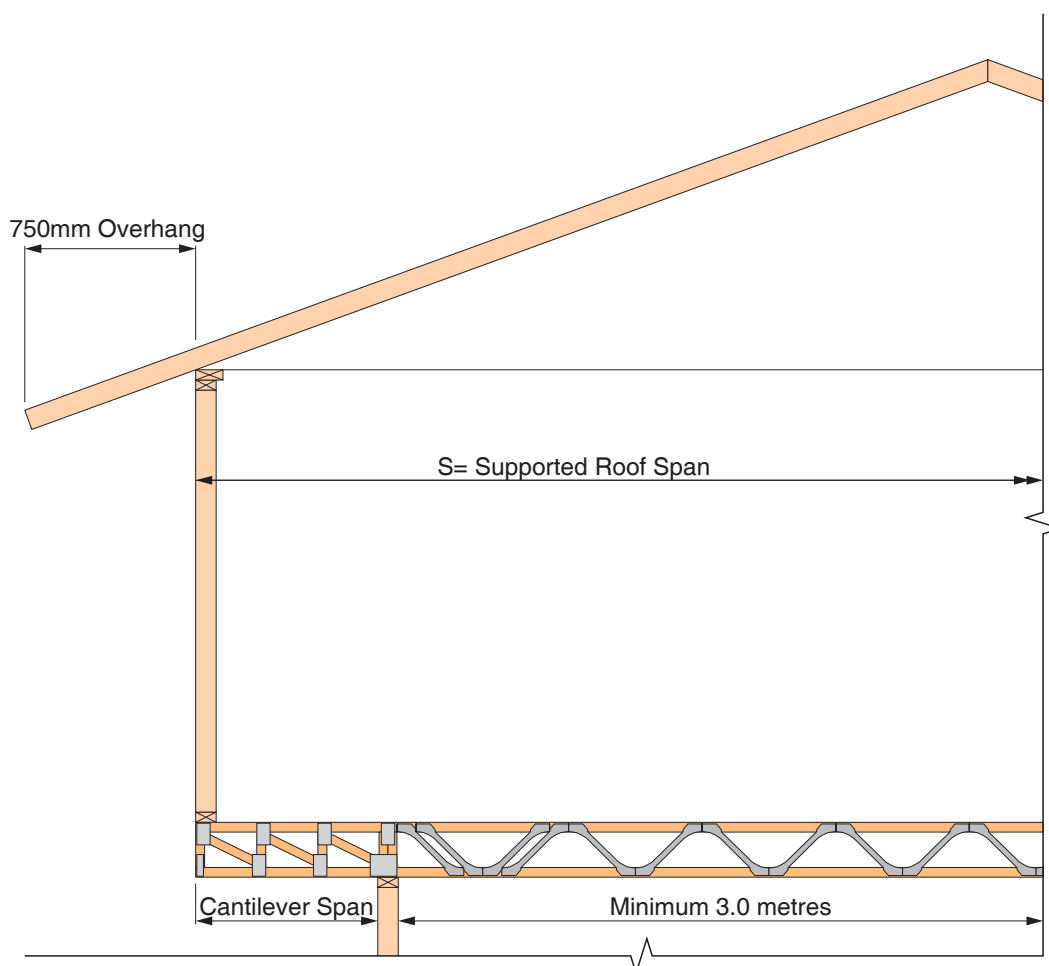 750mm Overhang
S= Supported Roof Span
Cantilever Span
Minimum 3.0 metres